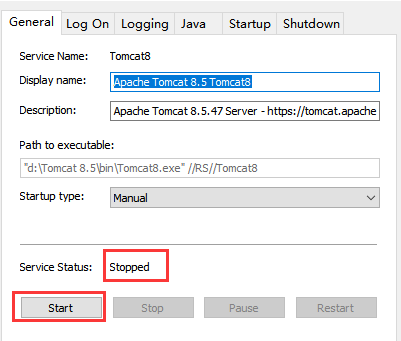 General Log On Logging Java Startup Shutdown
Service Name: Tomcat8
Display name: Apache Tomcat 8.5 Tomcat8
Description: Apache Tomcat 8.5.47 Server - https://tomcat.apache
Path to executable:
"d:\Tomcat 8.5\bin\Tomcat8.exe" //RS//Tomcat8
Startup type: Manual
Service Status: Stopped
Start Stop Pause Restart